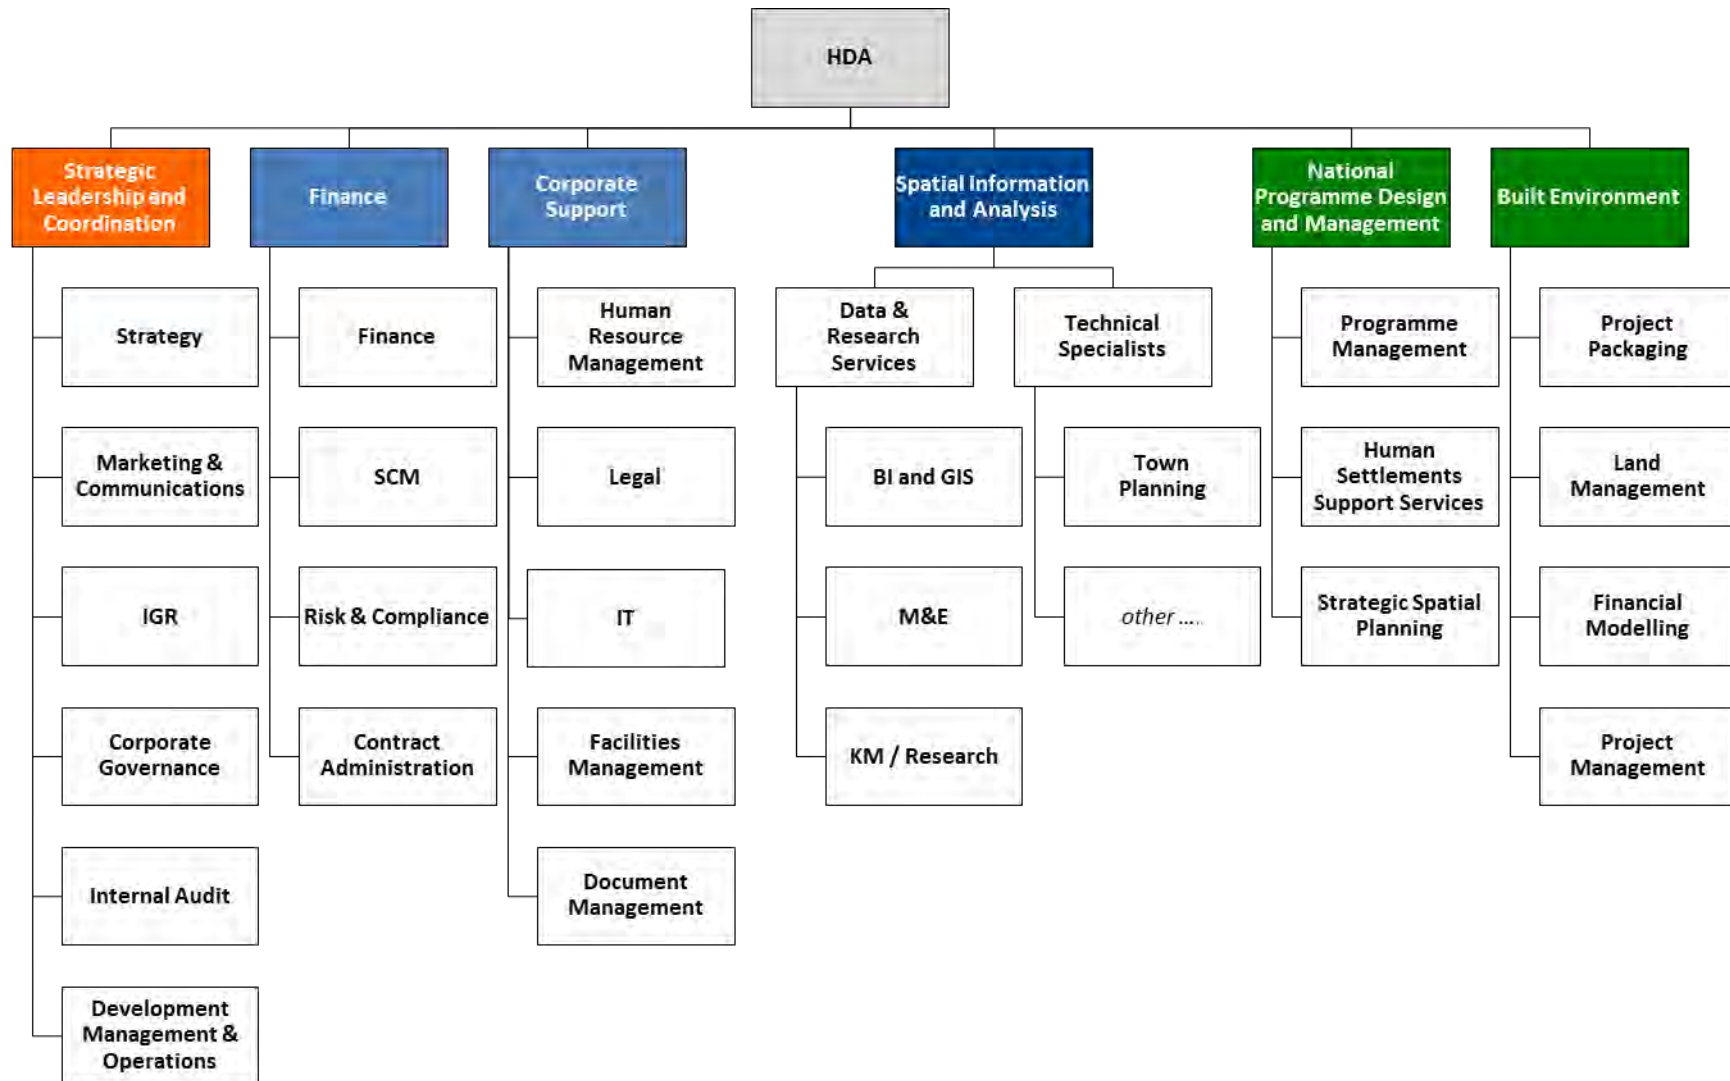 HDA
Strategic
Leadership and
Coordination
Finance
Corporate
Support
Spatial Information
and Analysis
National
Programme Design
and Management
Built Environment
Strategy
Marketing &
Communications
IGR
Corporate
Governance
Internal Audit
Development
Management &
Operations
Finance
SCM
Risk & Compliance
Contract
Administration
Human
Resource
Management
Legal
IT
Facilities
Management
Document
Management
Data &
Research
Services
BI and GIS
M&E
KM / Research
Technical
Specialists
Town
Planning
other ....
Programme
Management
Human
Settlements
Support Services
Strategic Spatial
Planning
Project
Packaging
Land
Management
Financial
Modelling
Project
Management